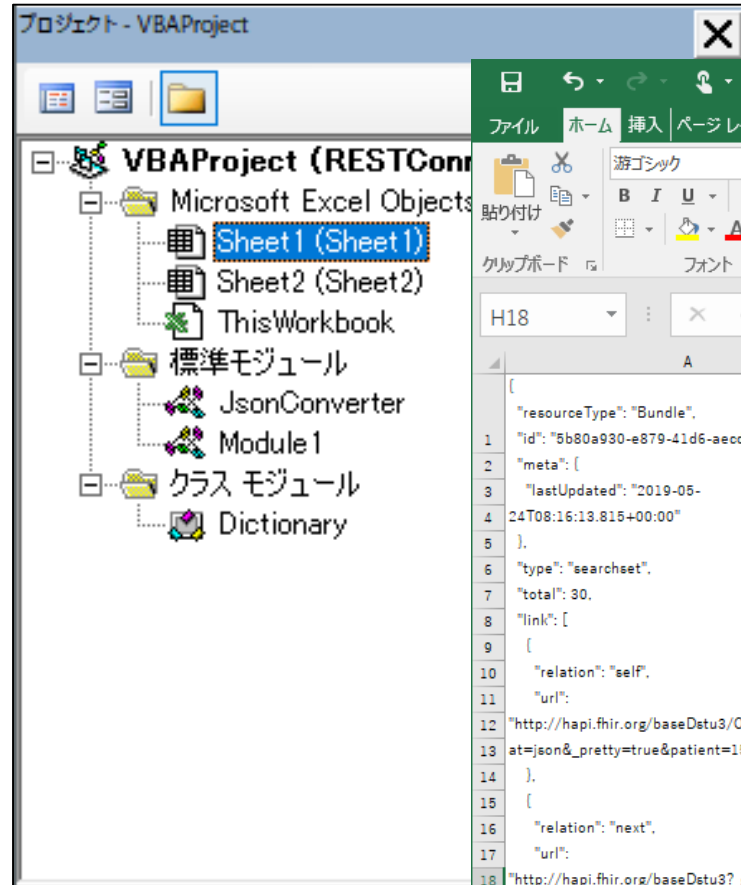 プロジェクト - VBAProject
VBAProject (RESTConn
Microsoft Excel Objects
Sheet1 (Sheet1)
Sheet2 (Sheet2)
ThisWorkbook
標準モジュール
JsonConverter
Module1
クラス モジュール
Dictionary
ファイル ホーム 挿入 ページ レ
游ゴシック
貼り付け
B I U
A
クリップボード フォント
H18
A
{
"resourceType": "Bundle",
1 "id": "5b80a930-e879-41d6-aecc
2 "meta": {
3 "lastUpdated": "2019-05-
4 24T08:16:13.815+00:00"
5 },
6 "type": "searchset",
7 "total": 30,
8 "link": [
9 {
10 "relation": "self",
11 "url":
12 "http://hapi.fhir.org/baseDstu3/O
13 at=json&_pretty=true&patient=1
14 },
15 {
16 "relation": "next",
17 "url":
18 "http://hapi.fhir.org/baseDstu3?